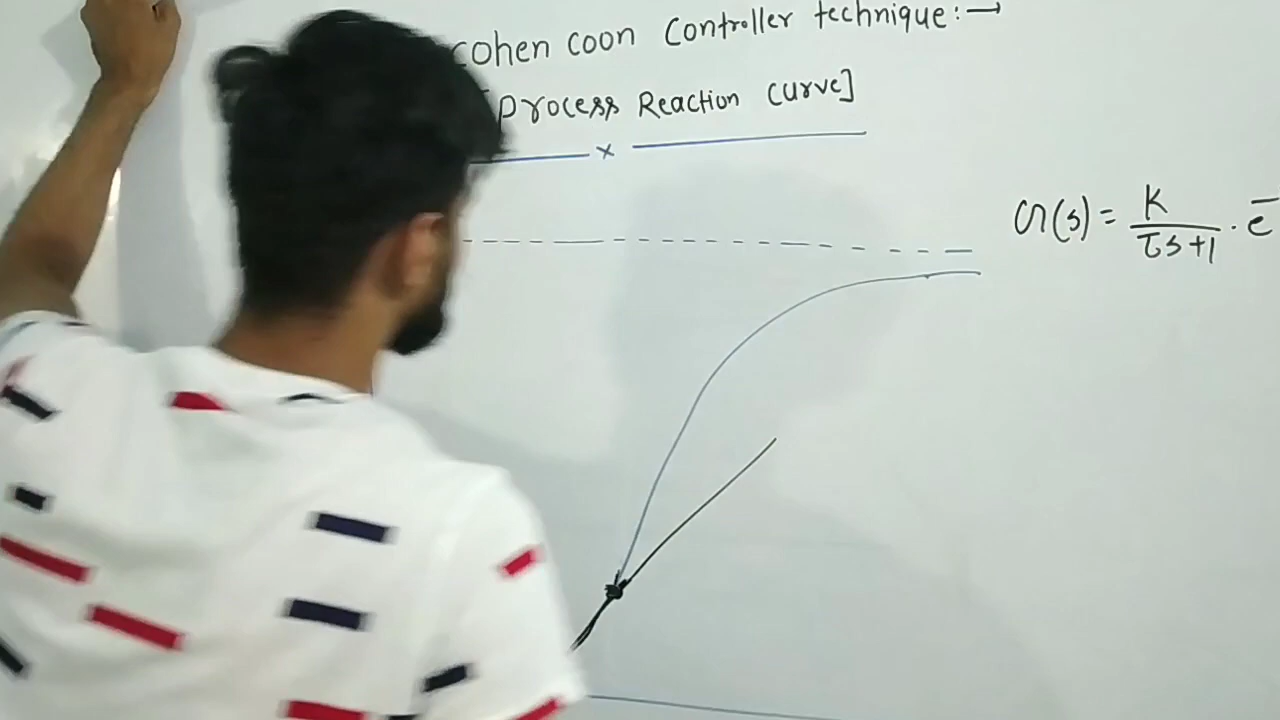 cohen coon Controller technique:→
[process Reaction curve]
G(s) = K/τs+1 . e⁻